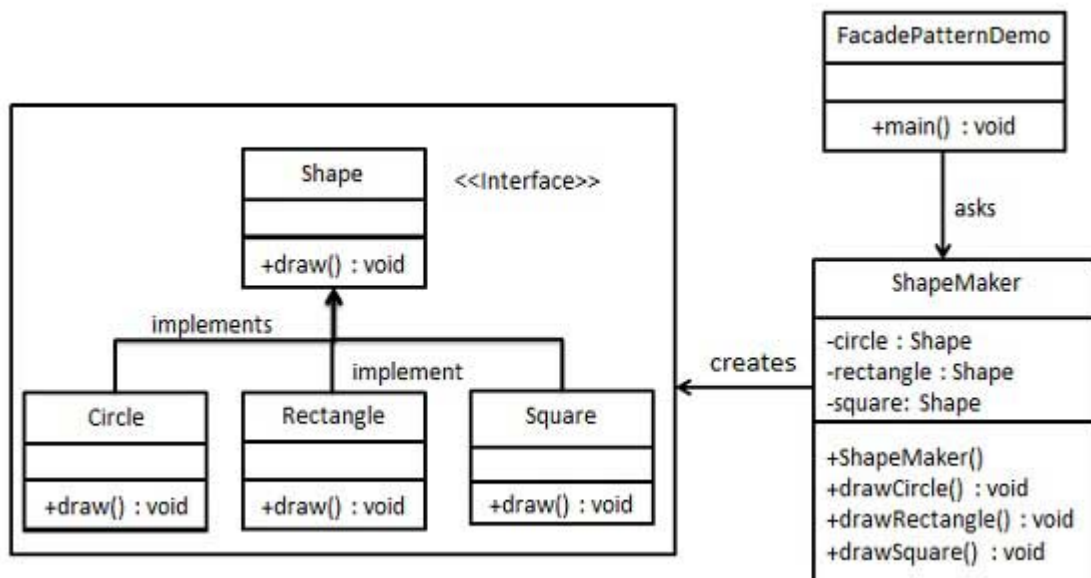 FacadePatternDemo
+main() : void
asks
Shape
<<Interface>>
+draw() : void
implements
implement
Circle
+draw() : void
Rectangle
+draw() : void
Square
+draw() : void
creates
ShapeMaker
-circle : Shape
-rectangle : Shape
-square: Shape
+ShapeMaker()
+drawCircle() : void
+drawRectangle() : void
+drawSquare() : void